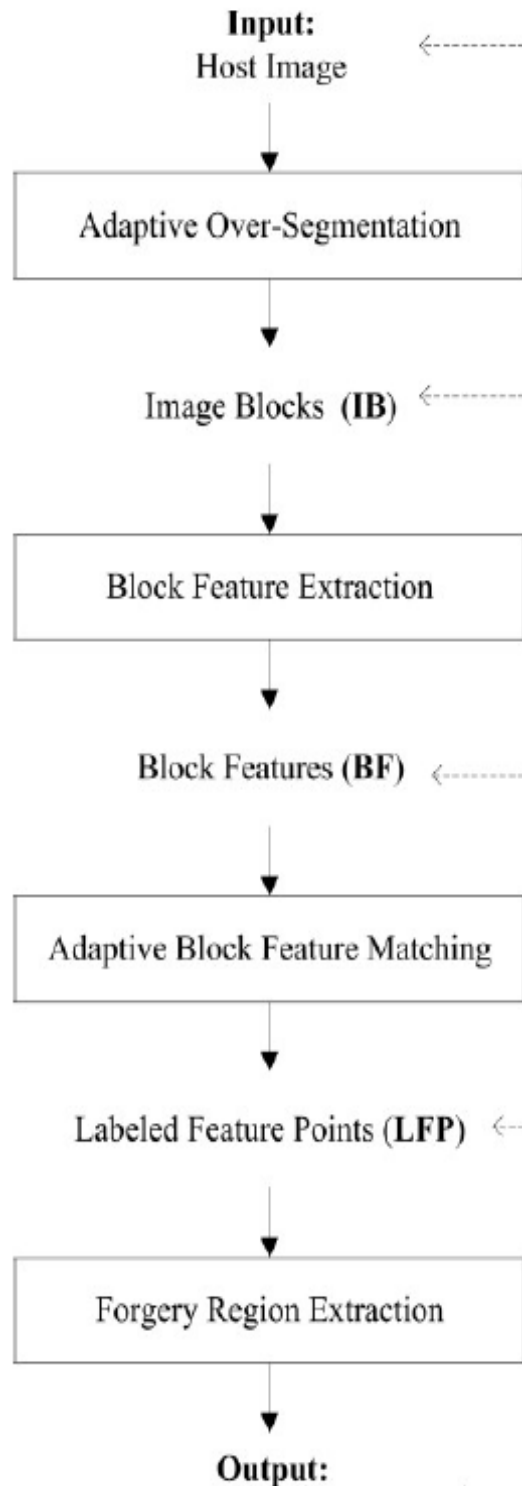 Input:
Host Image
Adaptive Over-Segmentation
Image Blocks (IB)
Block Feature Extraction
Block Features (BF)
Adaptive Block Feature Matching
Labeled Feature Points (LFP)
Forgery Region Extraction
Output: